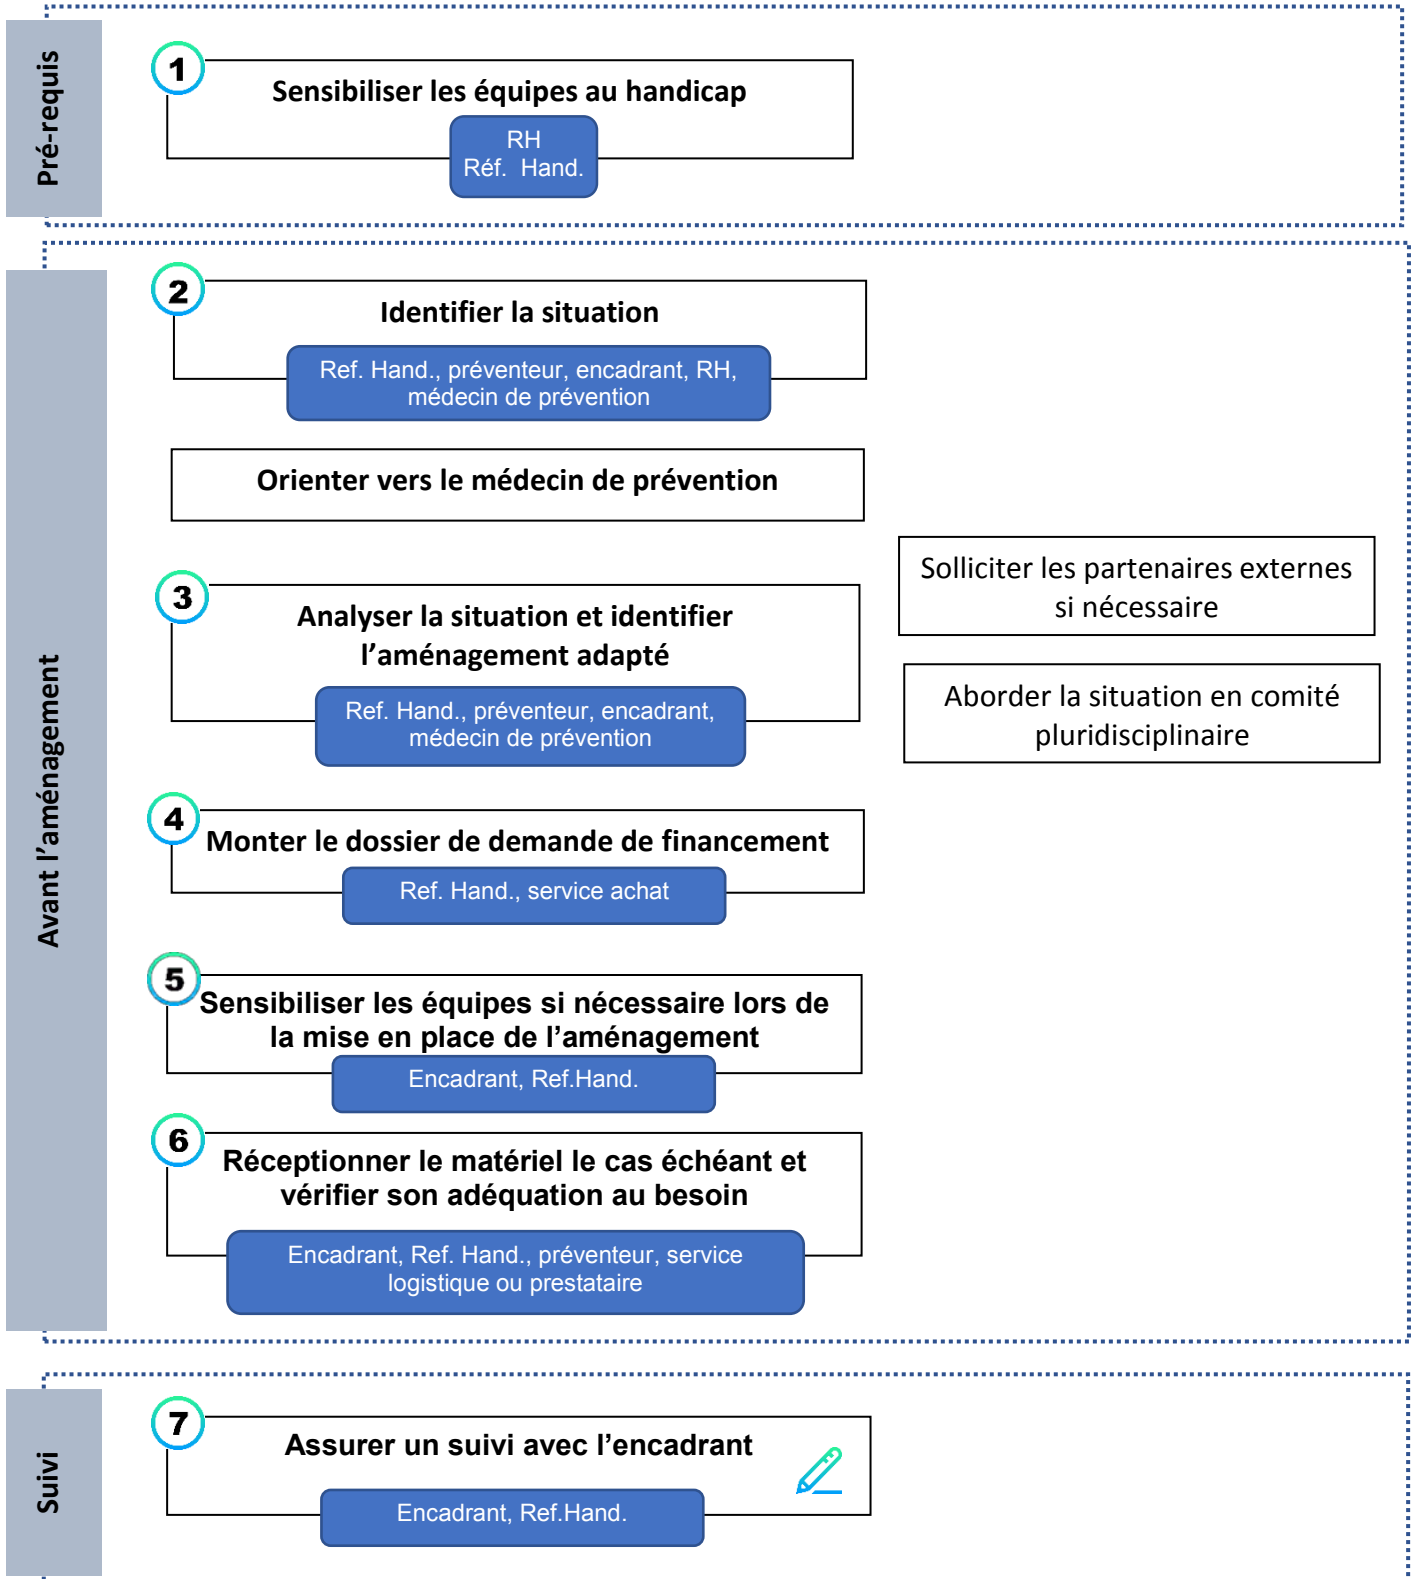 Pré-requis
1
Sensibiliser les équipes au handicap
RH
Réf. Hand.
Avant l’aménagement
2
Identifier la situation
Ref. Hand., préventeur, encadrant, RH,
médecin de prévention
Orienter vers le médecin de prévention
3
Analyser la situation et identifier
l’aménagement adapté
Ref. Hand., préventeur, encadrant,
médecin de prévention
Solliciter les partenaires externes
si nécessaire
Aborder la situation en comité
pluridisciplinaire
4
Monter le dossier de demande de financement
Ref. Hand., service achat
5
Sensibiliser les équipes si nécessaire lors de
la mise en place de l’aménagement
Encadrant, Ref.Hand.
6
Réceptionner le matériel le cas échéant et
vérifier son adéquation au besoin
Encadrant, Ref. Hand., préventeur, service
logistique ou prestataire
Suivi
7
Assurer un suivi avec l’encadrant
Encadrant, Ref.Hand.